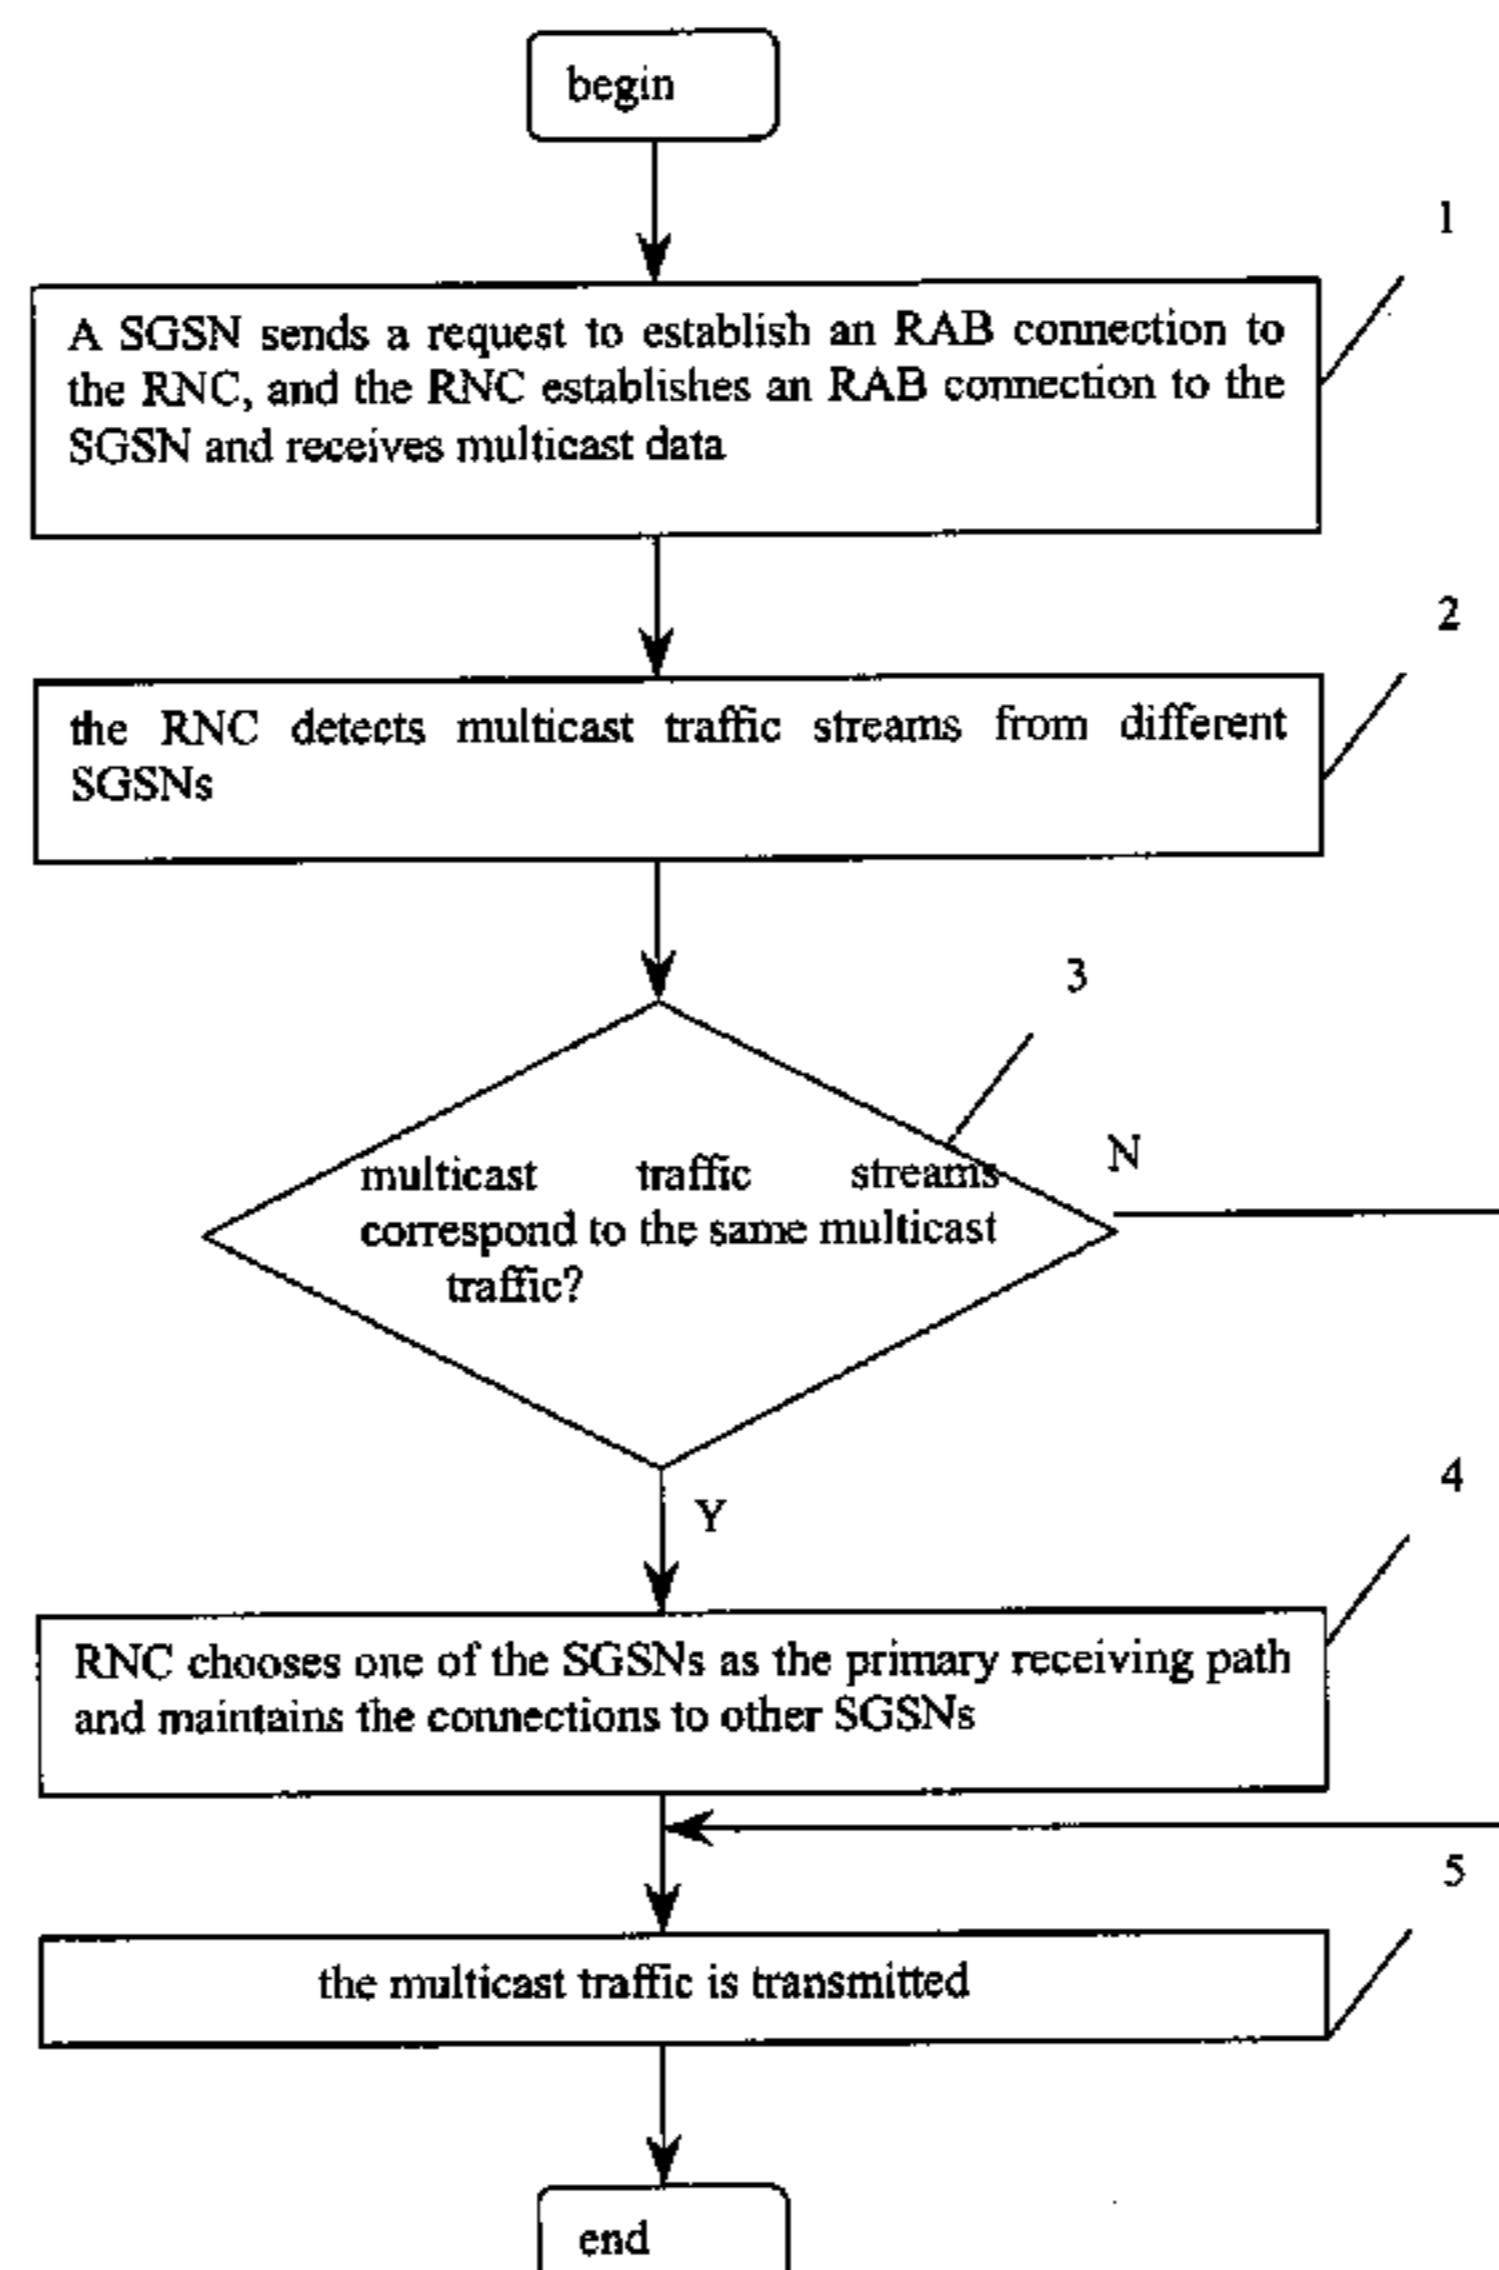 begin
1
A SGSN sends a request to establish an RAB connection to
the RNC, and the RNC establishes an RAB connection to the
SGSN and receives multicast data
2
the RNC detects multicast traffic streams from different
SGSNs
3
multicast traffic streams
correspond to the same multicast
traffic?
N
Y
4
RNC chooses one of the SGSNs as the primary receiving path
and maintains the connections to other SGSNs
5
the multicast traffic is transmitted
end